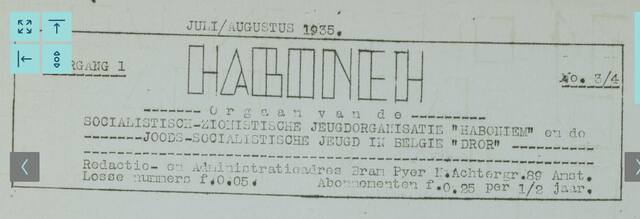 JULI/AUGUSTUS 1935.
RGANG 1
HABONEH
No. 3/4
Orgaan van de
SOCIALISTISCH-ZIONISTISCHE JEUGDORGANISATIE "HABONIEM" en de
JOODS-SOCIALISTISCHE JEUGD IN BELGIE "DROR"
Redactie- en Administratieadres Bram Pyer N.Achtergr.89 Amst.
Losse nummers f.0.05. Abonnementen f.0.25 per 1/2 jaar.